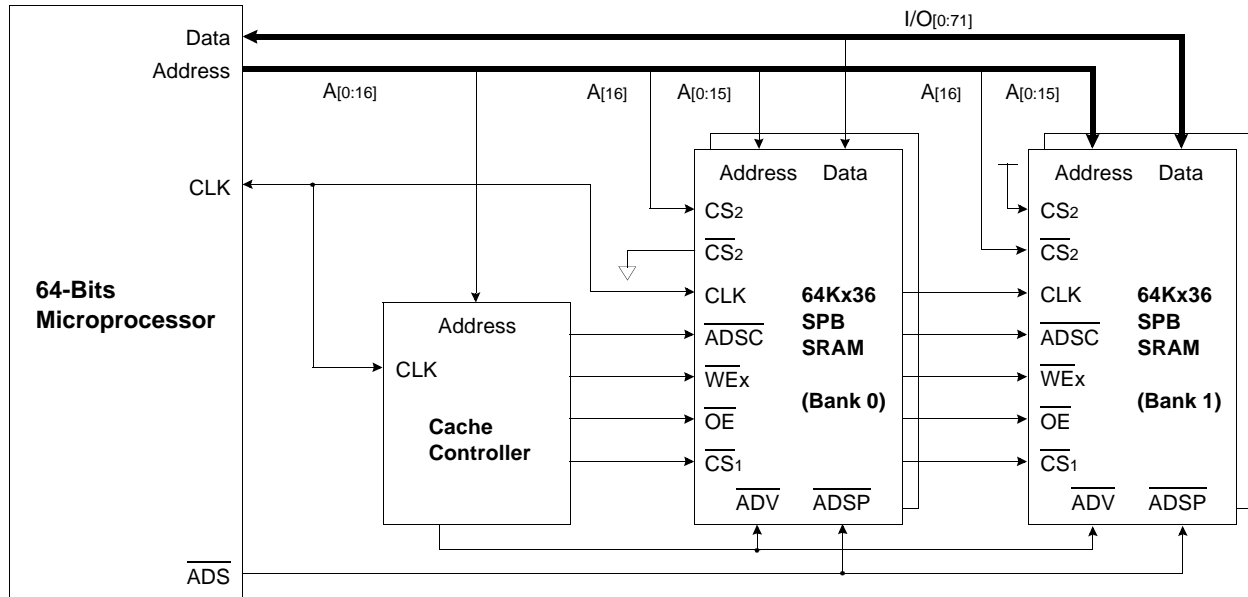 I/O[0:71]
Data
Address
A[0:16]
A[16]
A[0:15]
A[16]
A[0:15]
CLK
64-Bits
Microprocessor
ADS
Address
CLK
Cache
Controller
Address Data
CS2
CS2
CLK
ADSC
WEx
OE
CS1
ADV ADSP
64Kx36
SPB
SRAM
(Bank 0)
Address Data
CS2
CS2
CLK
ADSC
WEx
OE
CS1
ADV ADSP
64Kx36
SPB
SRAM
(Bank 1)